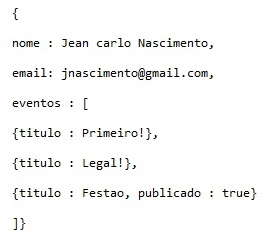 {
nome : Jean carlo Nascimento,
email: jnascimento@gmail.com,
eventos : [
{titulo : Primeiro!},
{titulo : Legal!},
{titulo : Festao, publicado : true}
]}